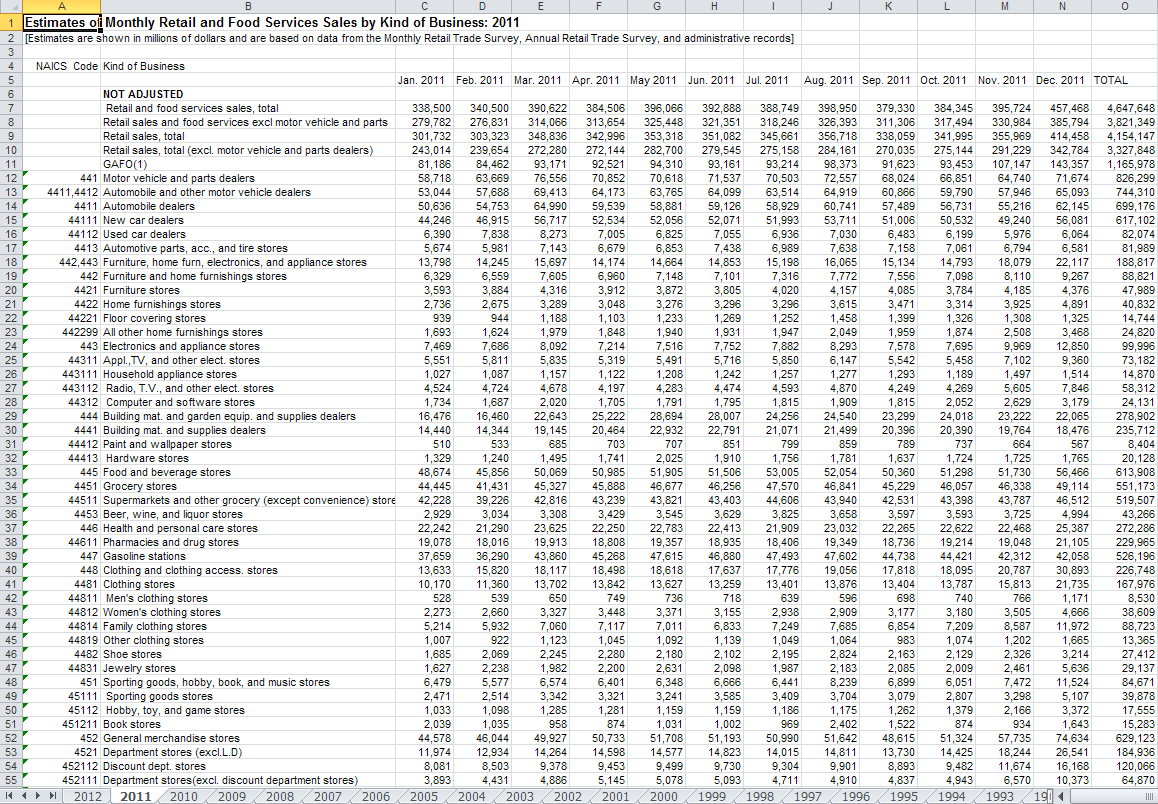 A B C D E F G H I J K L M N O
1 Estimates of Monthly Retail and Food Services Sales by Kind of Business: 2011
2 [Estimates are shown in millions of dollars and are based on data from the Monthly Retail Trade Survey, Annual Retail Trade Survey, and administrative records]
3
4 NAICS Code Kind of Business
5 Jan. 2011 Feb. 2011 Mar. 2011 Apr. 2011 May 2011 Jun. 2011 Jul. 2011 Aug. 2011 Sep. 2011 Oct. 2011 Nov. 2011 Dec. 2011 TOTAL
6 NOT ADJUSTED
7 Retail and food services sales, total 338,500 340,500 390,622 384,506 396,066 392,888 388,749 398,950 379,330 384,345 395,724 457,468 4,647,648
8 Retail sales and food services excl motor vehicle and parts 279,782 276,831 314,066 313,654 325,448 321,351 318,246 326,393 311,306 317,494 330,984 385,794 3,821,349
9 Retail sales, total 301,732 303,323 348,836 342,996 353,318 351,082 345,661 356,718 338,059 341,995 355,969 414,458 4,154,147
10 Retail sales, total (excl. motor vehicle and parts dealers) 243,014 239,654 272,280 272,144 282,700 279,545 275,158 284,161 270,035 275,144 291,229 342,784 3,327,848
11 GAFO(1) 81,186 84,462 93,171 92,521 94,310 93,161 93,214 98,373 91,623 93,453 107,147 143,357 1,165,978
12 441 Motor vehicle and parts dealers 58,718 63,669 76,556 70,852 70,618 71,537 70,503 72,557 68,024 66,851 64,740 71,674 826,299
13 4411,4412 Automobile and other motor vehicle dealers 53,044 57,688 69,413 64,173 63,765 64,099 63,514 64,919 60,866 59,790 57,946 65,093 744,310
14 4411 Automobile dealers 50,636 54,753 64,990 59,539 58,881 59,126 58,929 60,741 57,489 56,731 55,216 62,145 699,176
15 44111 New car dealers 44,246 46,915 56,717 52,534 52,056 52,071 51,993 53,711 51,006 50,532 49,240 56,081 617,102
16 44112 Used car dealers 6,390 7,838 8,273 7,005 6,825 7,055 6,936 7,030 6,483 6,199 5,976 6,064 82,074
17 4413 Automotive parts, acc., and tire stores 5,674 5,981 7,143 6,679 6,853 7,438 6,989 7,638 7,158 7,061 6,794 6,581 81,989
18 442,443 Furniture, home furn, electronics, and appliance stores 13,798 14,245 15,697 14,174 14,664 14,853 15,198 16,065 15,134 14,793 18,079 22,117 188,817
19 442 Furniture and home furnishings stores 6,329 6,559 7,605 6,960 7,148 7,101 7,316 7,772 7,556 7,098 8,110 9,267 88,821
20 4421 Furniture stores 3,593 3,884 4,316 3,912 3,872 3,805 4,020 4,157 4,085 3,784 4,185 4,376 47,989
21 4422 Home furnishings stores 2,736 2,675 3,289 3,048 3,276 3,296 3,296 3,615 3,471 3,314 3,925 4,891 40,832
22 44221 Floor covering stores 939 944 1,188 1,103 1,233 1,269 1,252 1,458 1,399 1,326 1,308 1,325 14,744
23 442299 All other home furnishings stores 1,693 1,624 1,979 1,848 1,940 1,931 1,947 2,049 1,959 1,874 2,508 3,468 24,820
24 443 Electronics and appliance stores 7,469 7,686 8,092 7,214 7,516 7,752 7,882 8,293 7,578 7,695 9,969 12,850 99,996
25 44311 Appl.,TV, and other elect. stores 5,551 5,811 5,835 5,319 5,491 5,716 5,850 6,147 5,542 5,458 7,102 9,360 73,182
26 443111 Household appliance stores 1,027 1,087 1,157 1,122 1,208 1,242 1,257 1,277 1,293 1,189 1,497 1,514 14,870
27 443112 Radio, T.V., and other elect. stores 4,524 4,724 4,678 4,197 4,283 4,474 4,593 4,870 4,249 4,269 5,605 7,846 58,312
28 44312 Computer and software stores 1,734 1,687 2,020 1,705 1,791 1,795 1,815 1,909 1,815 2,052 2,629 3,179 24,131
29 444 Building mat. and garden equip. and supplies dealers 16,476 16,460 22,643 25,222 28,694 28,007 24,256 24,540 23,299 24,018 23,222 22,065 278,902
30 4441 Building mat. and supplies dealers 14,440 14,344 19,145 20,464 22,932 22,791 21,071 21,499 20,396 20,390 19,764 18,476 235,712
31 44412 Paint and wallpaper stores 510 533 685 703 707 851 799 859 789 737 664 567 8,404
32 44413 Hardware stores 1,329 1,240 1,495 1,741 2,025 1,910 1,756 1,781 1,637 1,724 1,725 1,765 20,128
33 445 Food and beverage stores 48,674 45,856 50,069 50,985 51,905 51,506 53,005 52,054 50,360 51,298 51,730 56,466 613,908
34 4451 Grocery stores 44,445 41,431 45,327 45,888 46,677 46,256 47,570 46,841 45,229 46,057 46,338 49,114 551,173
35 44511 Supermarkets and other grocery (except convenience) store 42,228 39,226 42,816 43,239 43,821 43,403 44,606 43,940 42,531 43,398 43,787 46,512 519,507
36 4453 Beer, wine, and liquor stores 2,929 3,034 3,308 3,429 3,545 3,629 3,825 3,658 3,597 3,593 3,725 4,994 43,266
37 446 Health and personal care stores 22,242 21,290 23,625 22,250 22,783 22,413 21,909 23,032 22,265 22,622 22,468 25,387 272,286
38 44611 Pharmacies and drug stores 19,078 18,016 19,913 18,808 19,357 18,935 18,406 19,349 18,736 19,214 19,048 21,105 229,965
39 447 Gasoline stations 37,659 36,290 43,860 45,268 47,615 46,880 47,493 47,602 44,738 44,421 42,312 42,058 526,196
40 448 Clothing and clothing access. stores 13,633 15,820 18,117 18,498 18,618 17,637 17,776 19,056 17,818 18,095 20,787 30,893 226,748
41 4481 Clothing stores 10,170 11,360 13,702 13,842 13,627 13,259 13,401 13,876 13,404 13,787 15,813 21,735 167,976
42 44811 Men's clothing stores 528 539 650 749 736 718 639 596 698 740 766 1,171 8,530
43 44812 Women's clothing stores 2,273 2,660 3,327 3,448 3,371 3,155 2,938 2,909 3,177 3,180 3,505 4,666 38,609
44 44814 Family clothing stores 5,214 5,932 7,060 7,117 7,011 6,833 7,249 7,685 6,854 7,209 8,587 11,972 88,723
45 44819 Other clothing stores 1,007 922 1,123 1,045 1,092 1,139 1,049 1,064 983 1,074 1,202 1,665 13,365
46 4482 Shoe stores 1,685 2,069 2,245 2,280 2,180 2,102 2,195 2,824 2,163 2,129 2,326 3,214 27,412
47 44831 Jewelry stores 1,627 2,238 1,982 2,200 2,631 2,098 1,987 2,183 2,085 2,009 2,461 5,636 29,137
48 451 Sporting goods, hobby, book, and music stores 6,479 5,577 6,574 6,401 6,348 6,666 6,441 8,239 6,899 6,051 7,472 11,524 84,671
49 45111 Sporting goods stores 2,471 2,514 3,342 3,321 3,241 3,585 3,409 3,704 3,079 2,807 3,298 5,107 39,878
50 45112 Hobby, toy, and game stores 1,033 1,098 1,285 1,281 1,159 1,159 1,186 1,175 1,262 1,379 2,166 3,372 17,555
51 451211 Book stores 2,039 1,035 958 874 1,031 1,002 969 2,402 1,522 874 934 1,643 15,283
52 452 General merchandise stores 44,578 46,044 49,927 50,733 51,708 51,193 50,990 51,642 48,615 51,324 57,735 74,634 629,123
53 4521 Department stores (excl.L.D) 11,974 12,934 14,264 14,598 14,577 14,823 14,015 14,811 13,730 14,425 18,244 26,541 184,936
54 452112 Discount dept. stores 8,081 8,503 9,378 9,453 9,499 9,730 9,304 9,901 8,893 9,482 11,674 16,168 120,066
55 452111 Department stores(excl. discount department stores) 3,893 4,431 4,886 5,145 5,078 5,093 4,711 4,910 4,837 4,943 6,570 10,373 64,870
2012 2011 2010 2009 2008 2007 2006 2005 2004 2003 2002 2001 2000 1999 1998 1997 1996 1995 1994 1993